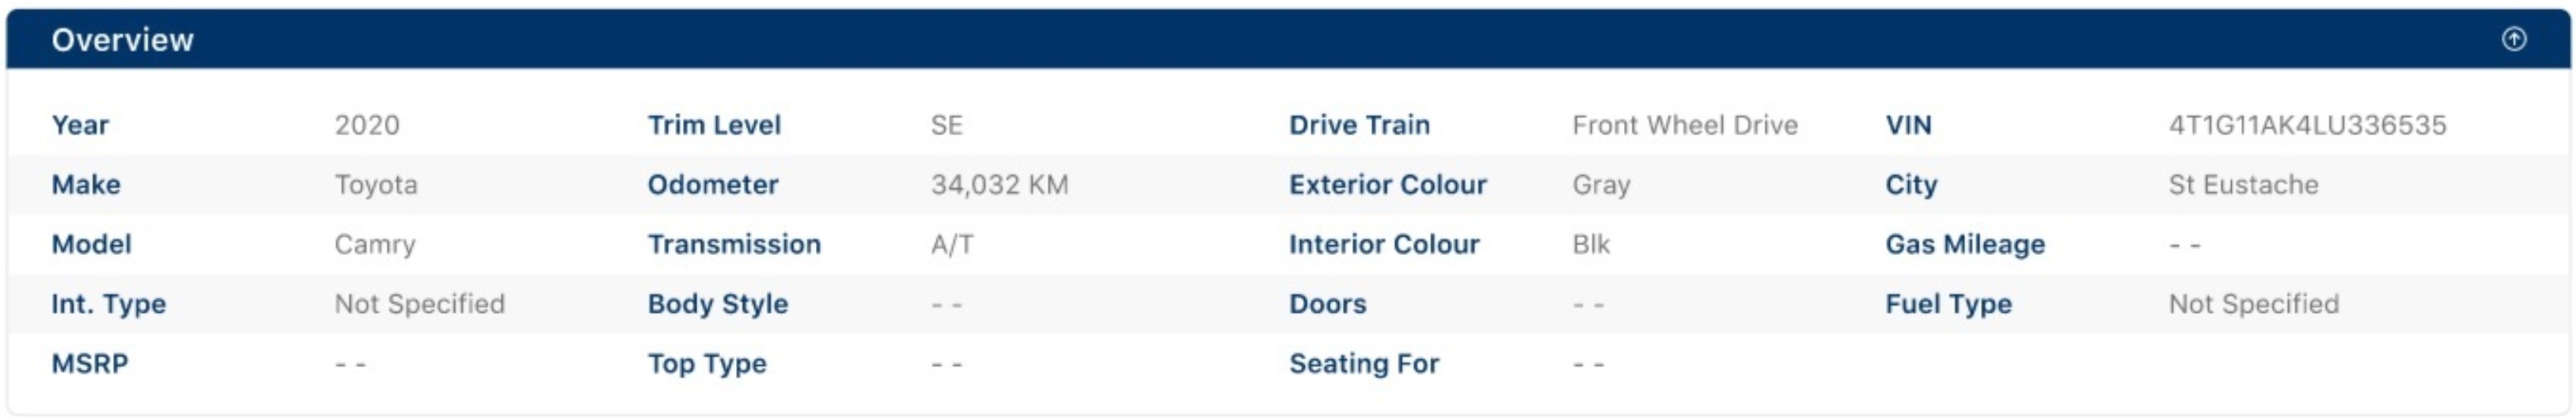 Overview
Year 2020 Trim Level SE Drive Train Front Wheel Drive VIN 4T1G11AK4LU336535
Make Toyota Odometer 34,032 KM Exterior Colour Gray City St Eustache
Model Camry Transmission A/T Interior Colour Blk Gas Mileage - -
Int. Type Not Specified Body Style - - Doors - - Fuel Type Not Specified
MSRP - - Top Type - - Seating For - -